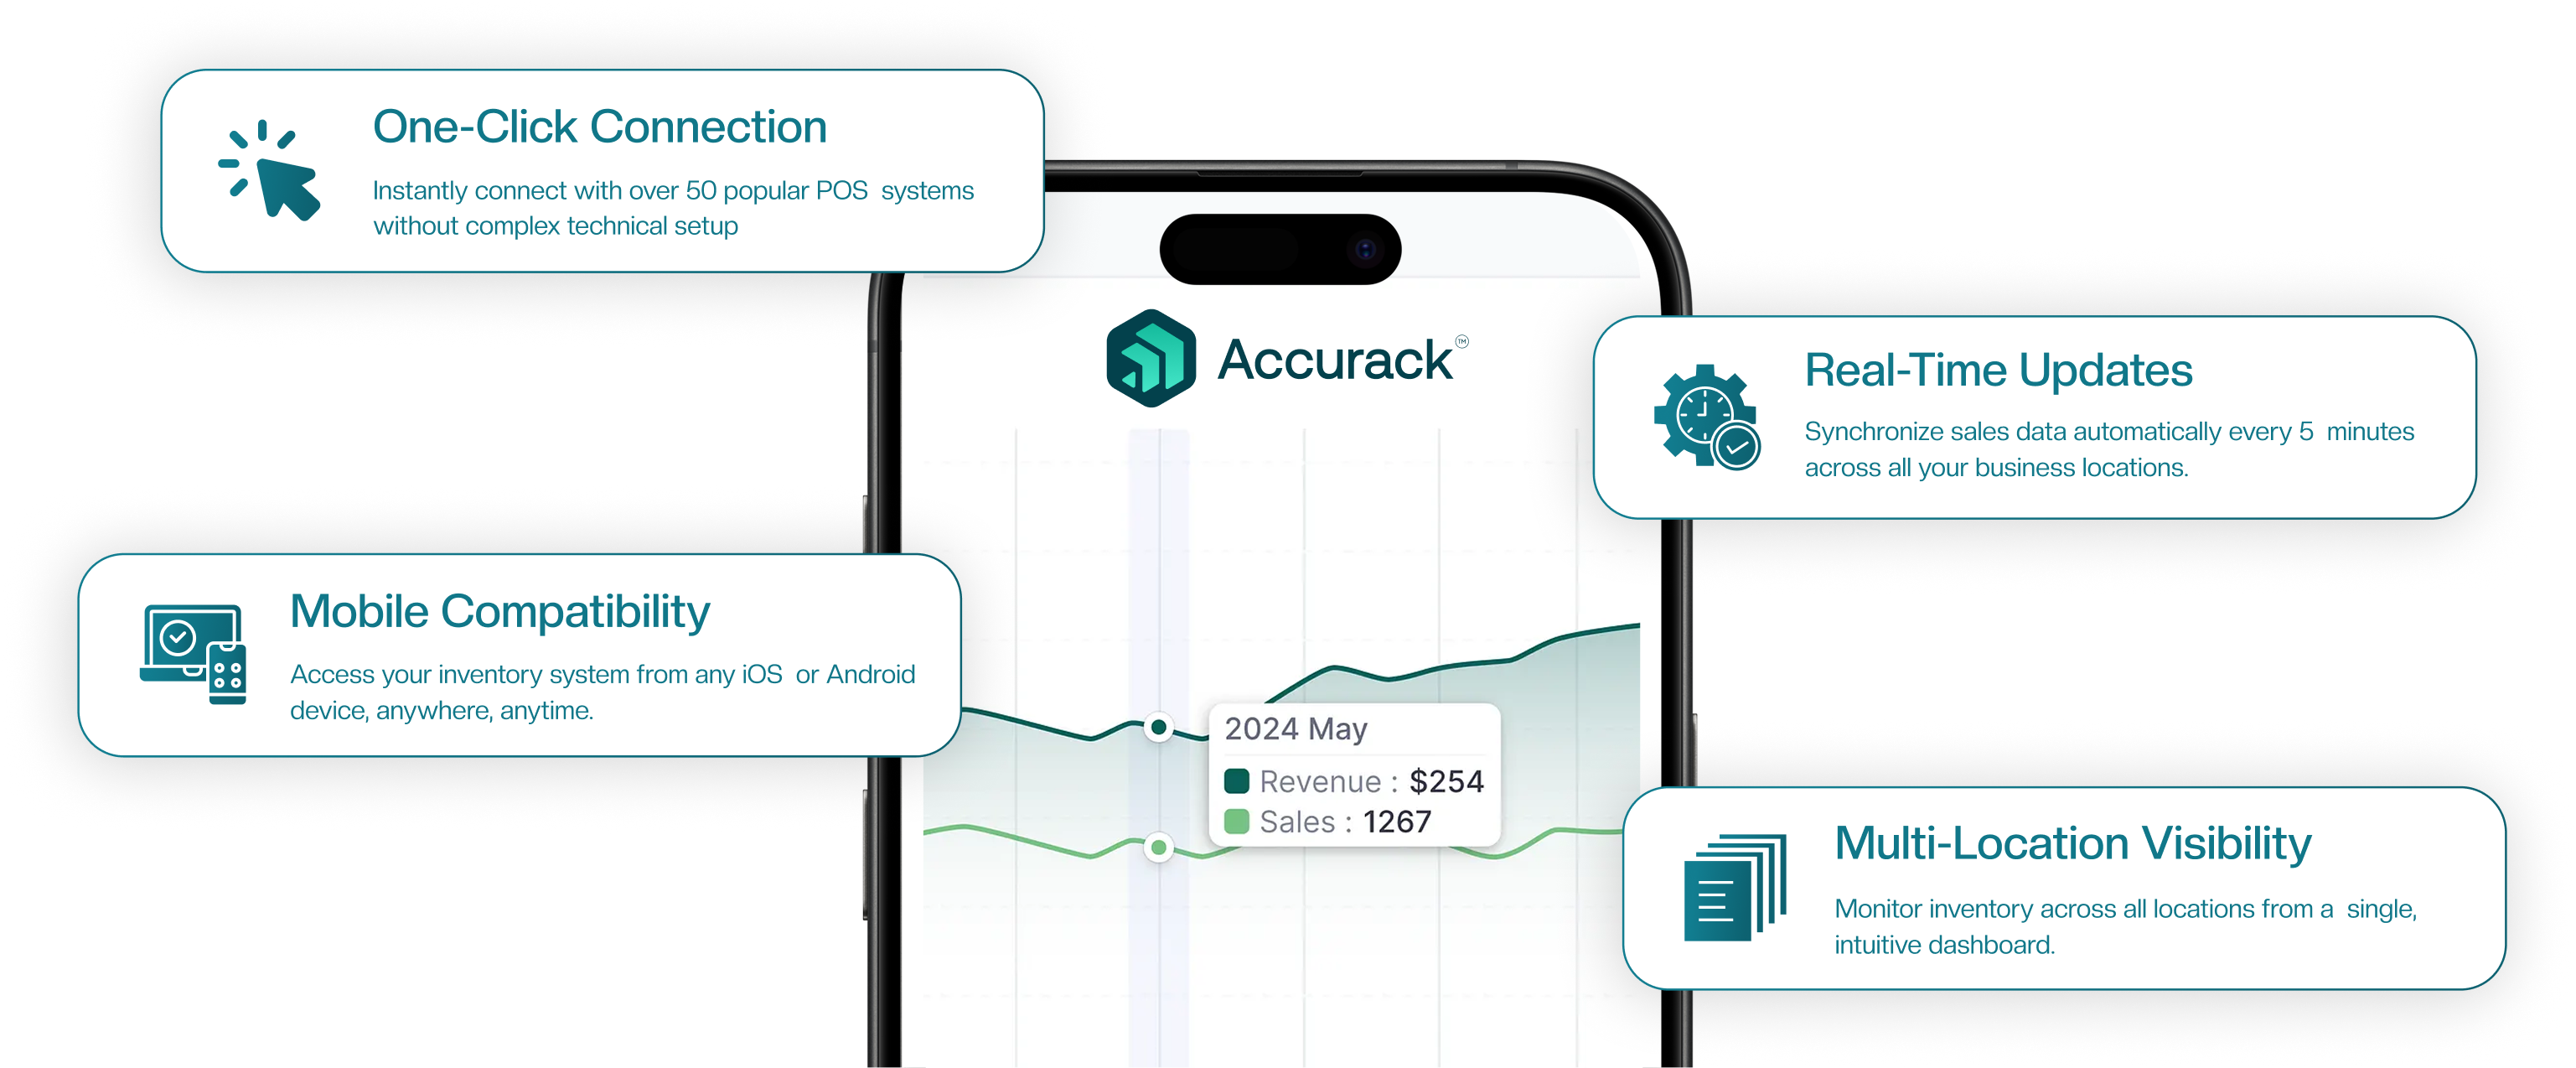 One-Click Connection
Instantly connect with over 50 popular POS systems
without complex technical setup
Accurack™
Real-Time Updates
Synchronize sales data automatically every 5 minutes
across all your business locations.
Mobile Compatibility
Access your inventory system from any iOS or Android
device, anywhere, anytime.
2024 May
Revenue : $254
Sales : 1267
Multi-Location Visibility
Monitor inventory across all locations from a single,
intuitive dashboard.